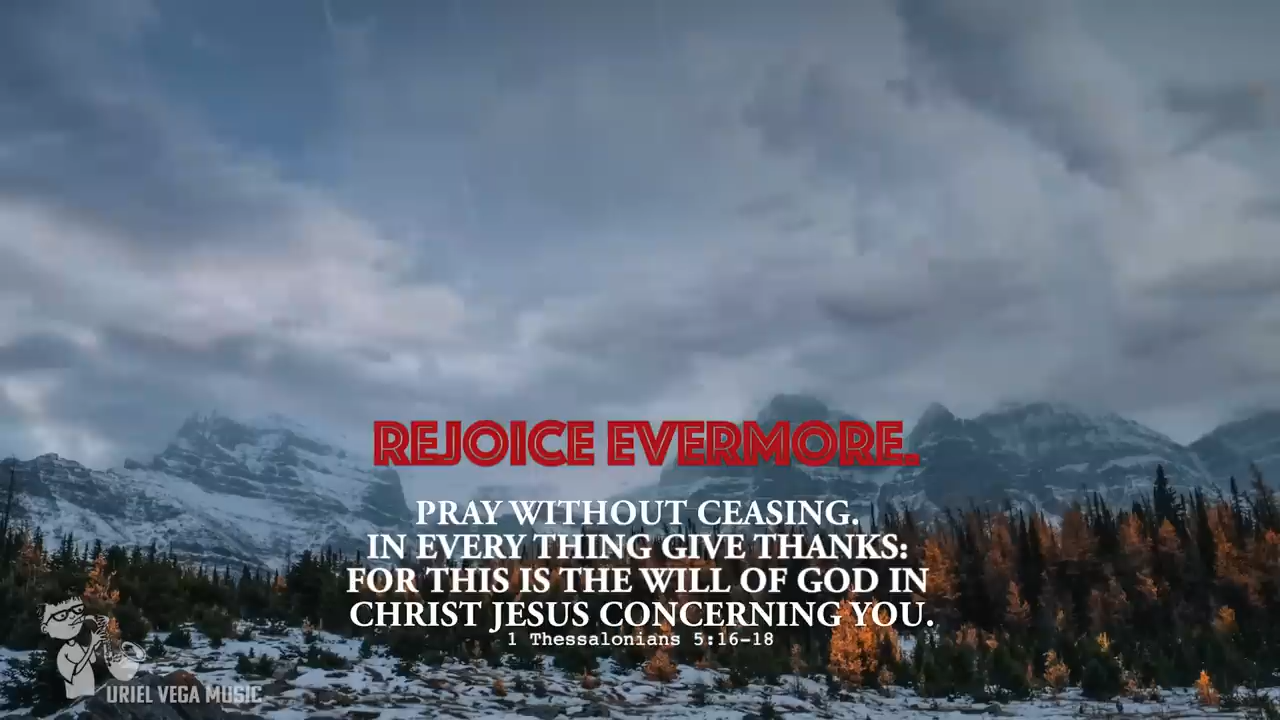 REJOICE EVERMORE.
PRAY WITHOUT CEASING.
IN EVERY THING GIVE THANKS:
FOR THIS IS THE WILL OF GOD IN
CHRIST JESUS CONCERNING YOU.
1 Thessalonians 5:16-18
URIEL VEGA MUSIC